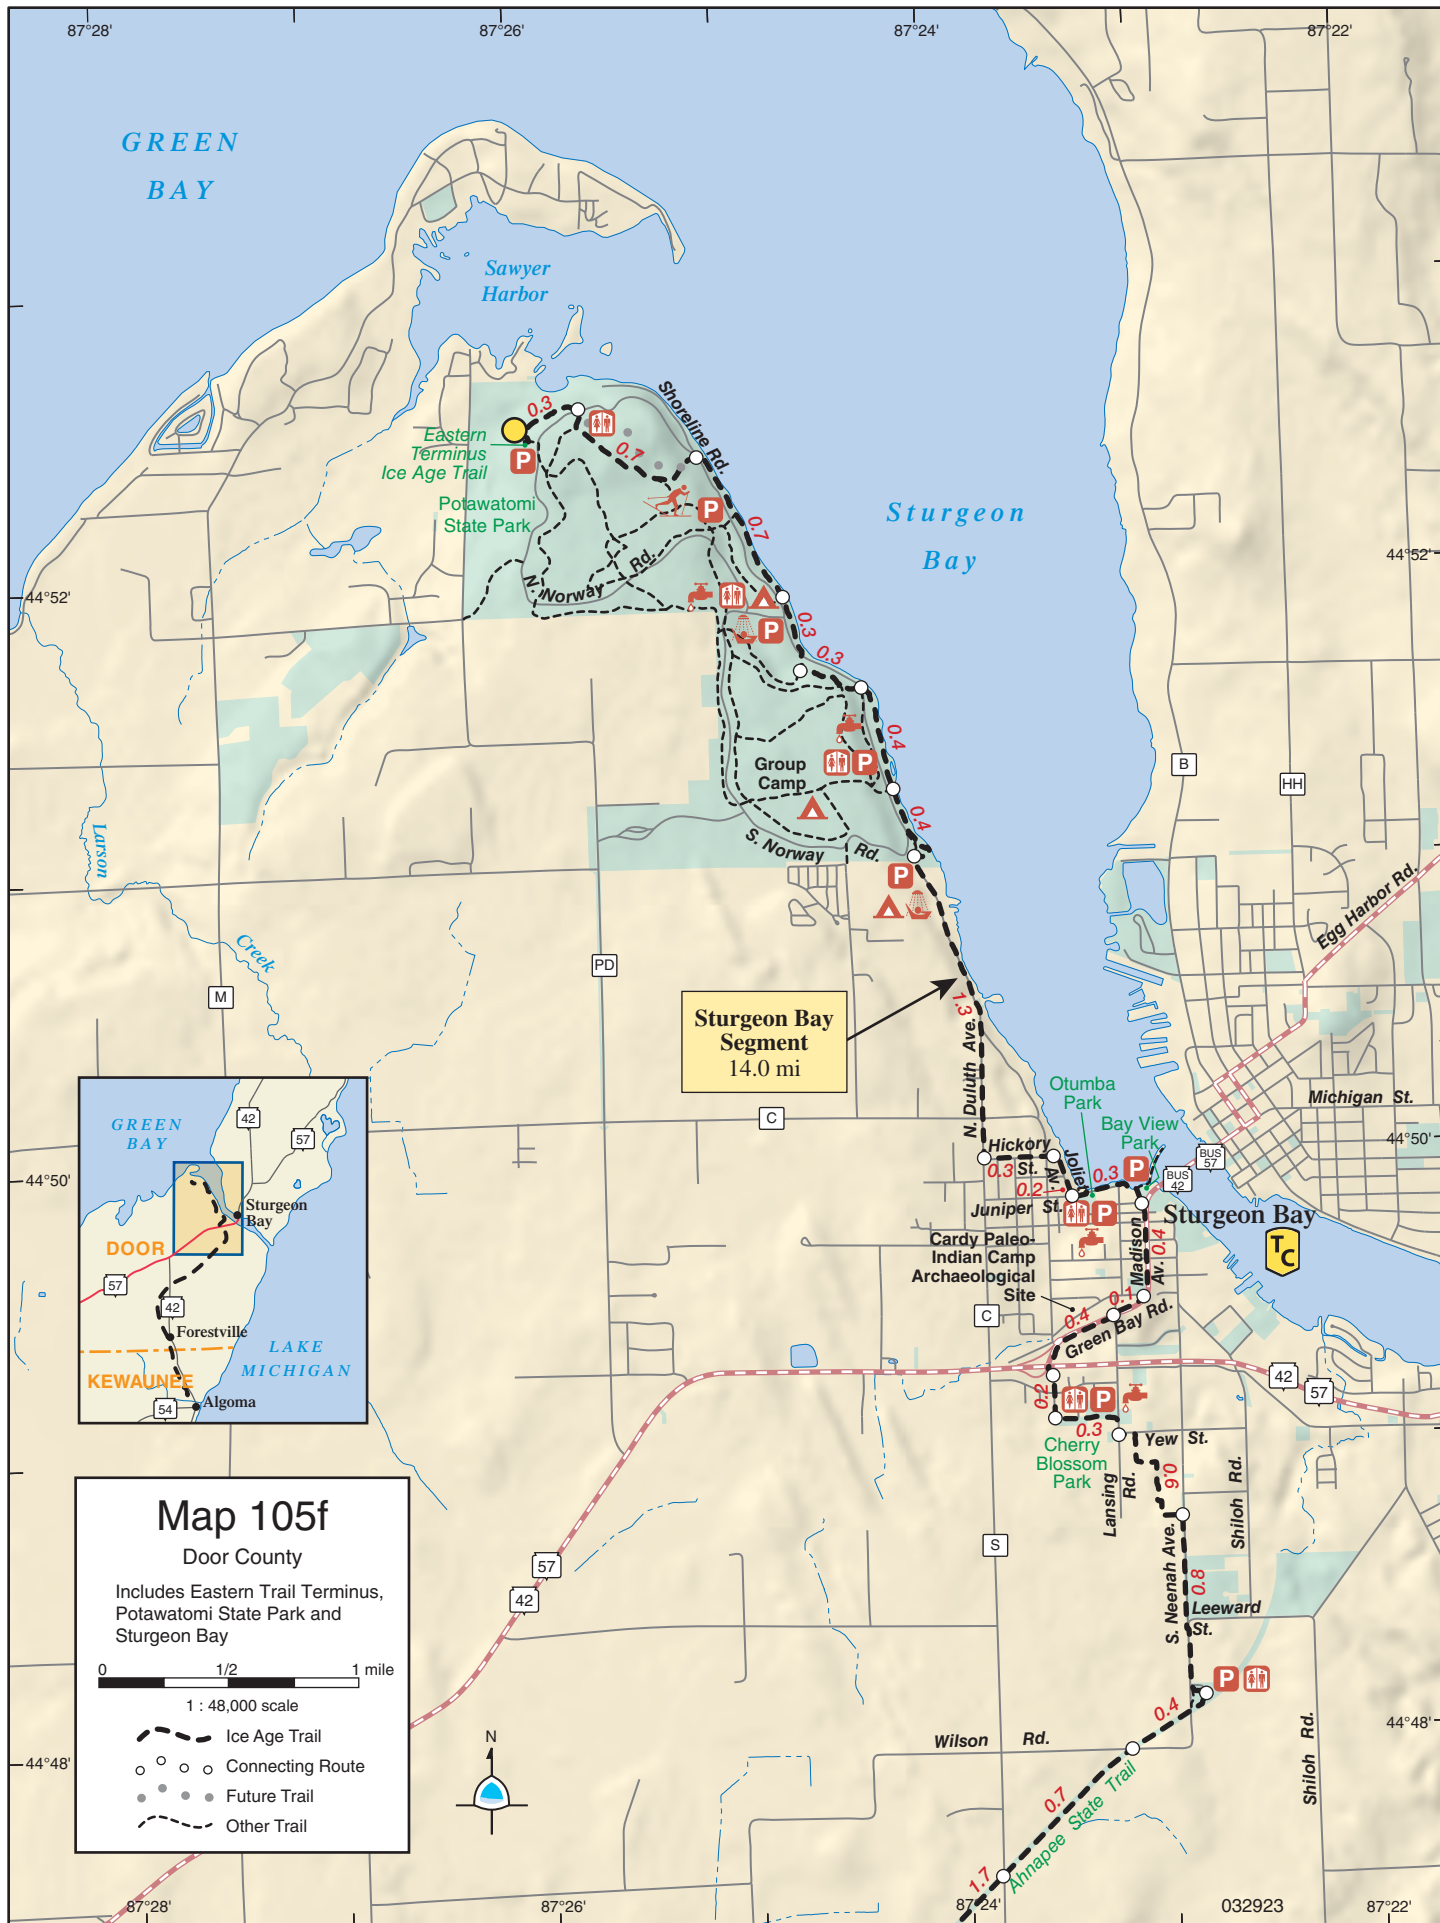 87°28'
87°26'
87°24'
87°22'
GREEN
BAY
Sawyer
Harbor
Shoreline Rd.
0.3
Eastern
Terminus
Ice Age Trail
P
0.7
Potawatomi
State Park
P
0.7
Sturgeon
Bay
44°52'
44°52'
N. Norway Rd.
0.3
P
0.3
0.4
B
HH
Group
Camp
P
0.4
Larson
Creek
S. Norway Rd.
P
Egg Harbor Rd.
PD
M
1.3
Sturgeon Bay
Segment
14.0 mi
N. Duluth Ave.
Otumba
Park
Bay View
Park
Michigan St.
C
44°50'
44°50'
Hickory
St.
0.3
Joliet
Av.
0.3
P
BUS
57
BUS
42
0.2
Juniper St.
P
Sturgeon Bay
TC
Cardy Paleo-
Indian Camp
Archaeological
Site
Madison
Av.
0.4
C
0.1
0.4
Green Bay Rd.
42
57
0.2
P
0.3
Cherry
Blossom
Park
Yew St.
0.6
Lansing
Rd.
Shiloh Rd.
S
S. Neenah Ave.
0.8
Leeward
St.
57
42
P
0.4
Wilson Rd.
Shiloh Rd.
44°48'
44°48'
0.7
Ahnapee State Trail
1.7
GREEN
BAY
42
57
Sturgeon
Bay
DOOR
57
42
Forestville
LAKE
MICHIGAN
KEWAUNEE
54
Algoma
Map 105f
Door County
Includes Eastern Trail Terminus,
Potawatomi State Park and
Sturgeon Bay
0 1/2 1 mile
1 : 48,000 scale
Ice Age Trail
Connecting Route
Future Trail
Other Trail
N
87°28'
87°26'
87°24'
032923
87°22'